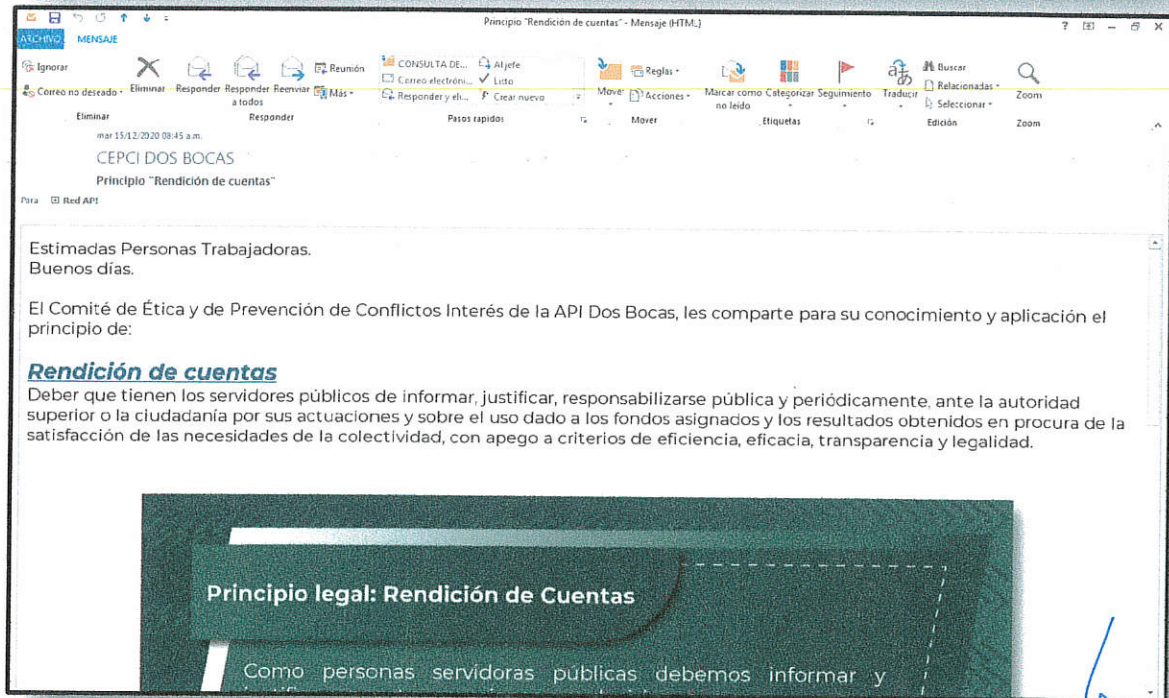 Principio "Rendición de cuentas" - Mensaje (HTML)
ARCHIVO MENSAJE
Ignorar
Correo no deseado
Eliminar
Eliminar
Responder
Responder a todos
Reenviar
Reunión
Más
Responder
CONSULTA DE...
Correo electróni...
Responder y eli...
Al jefe
Listo
Crear nuevo
Pasos rápidos
Mover
Reglas
Acciones
Mover
Marcar como no leído
Categorizar
Seguimiento
Etiquetas
Traducir
Buscar
Relacionadas
Seleccionar
Edición
Zoom
Zoom
mar 15/12/2020 08:45 a.m.
CEPCI DOS BOCAS
Principio "Rendición de cuentas"
Para Red API
Estimadas Personas Trabajadoras.
Buenos días.
El Comité de Ética y de Prevención de Conflictos Interés de la API Dos Bocas, les comparte para su conocimiento y aplicación el
principio de:
Rendición de cuentas
Deber que tienen los servidores públicos de informar, justificar, responsabilizarse pública y periódicamente, ante la autoridad
superior o la ciudadanía por sus actuaciones y sobre el uso dado a los fondos asignados y los resultados obtenidos en procura de la
satisfacción de las necesidades de la colectividad, con apego a criterios de eficiencia, eficacia, transparencia y legalidad.
Principio legal: Rendición de Cuentas
Como personas servidoras públicas debemos informar y